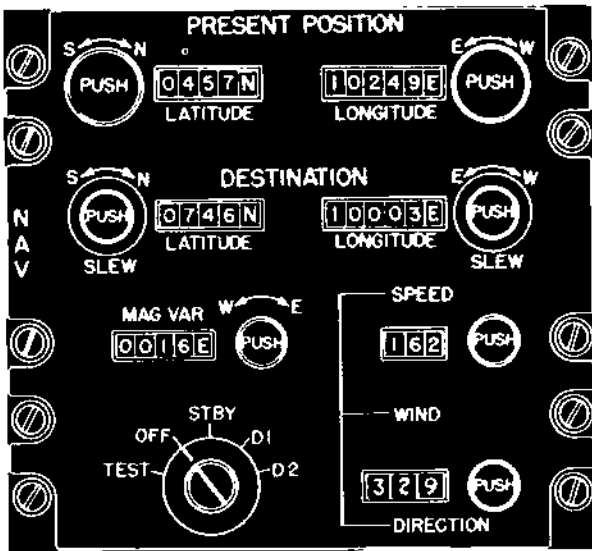 PRESENT POSITION
S N
E W
PUSH 0457N 10249E PUSH
LATITUDE LONGITUDE
DESTINATION
S N
E W
PUSH 0746N 10003E PUSH
LATITUDE LONGITUDE
SLEW SLEW
NAV
SPEED
MAG VAR W E
0016E PUSH 162 PUSH
STBY
WIND
OFF D1
TEST D2
329 PUSH
DIRECTION